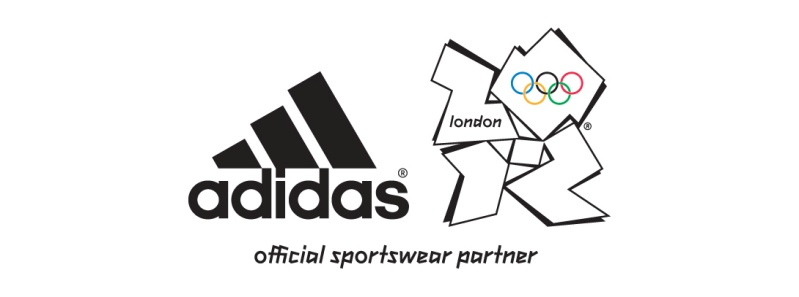 adidas®
london
®
official sportswear partner